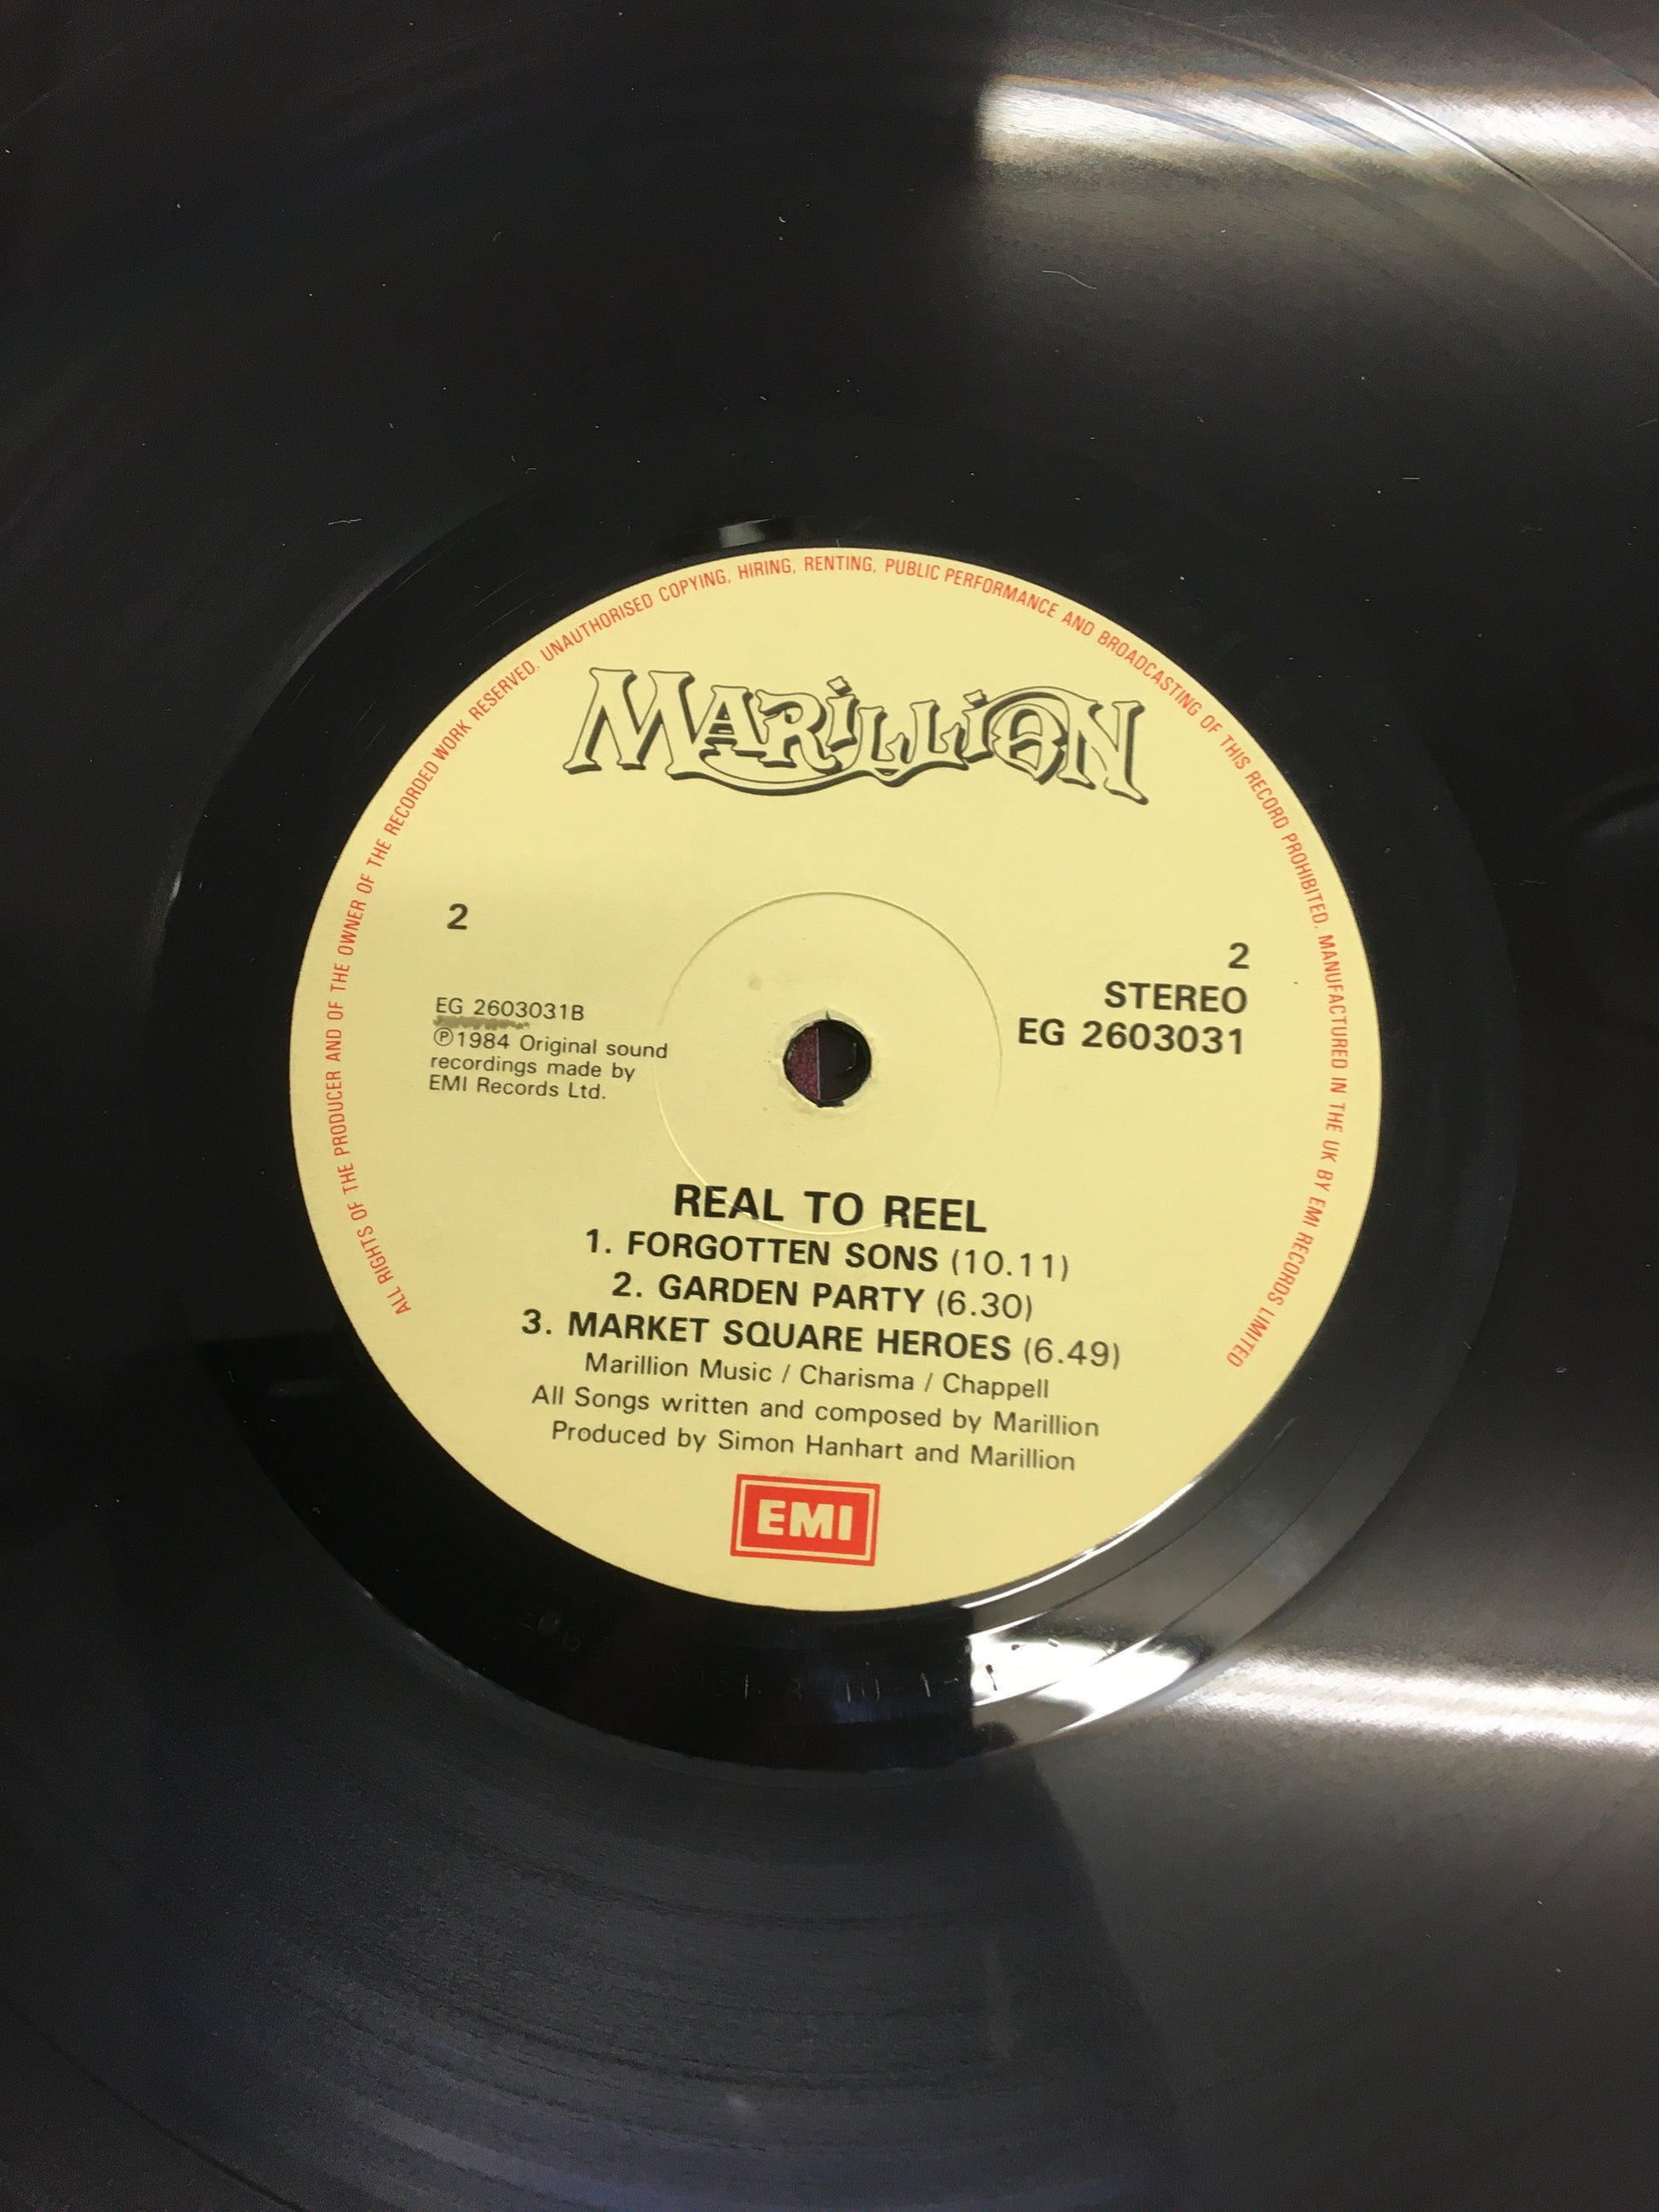 ALL RIGHTS OF THE PRODUCER AND OF THE OWNER OF THE RECORDED WORK RESERVED. UNAUTHORISED COPYING, HIRING, RENTING, PUBLIC PERFORMANCE AND BROADCASTING OF THIS RECORD PROHIBITED. MANUFACTURED IN THE UK BY EMI RECORDS LIMITED
MARILLION
2
EG 2603031B
℗1984 Original sound
recordings made by
EMI Records Ltd.
2
STEREO
EG 2603031
REAL TO REEL
1. FORGOTTEN SONS (10.11)
2. GARDEN PARTY (6.30)
3. MARKET SQUARE HEROES (6.49)
Marillion Music / Charisma / Chappell
All Songs written and composed by Marillion
Produced by Simon Hanhart and Marillion
EMI